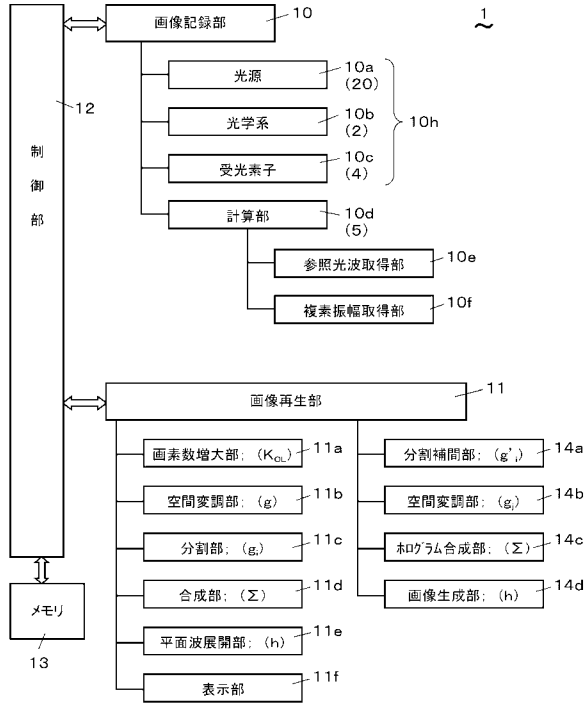 画像記録部
10
1
~
光源
10a
(20)
光学系
10b
(2)
10h
受光素子
10c
(4)
計算部
10d
(5)
参照光波取得部
10e
複素振幅取得部
10f
12
制
御
部
画像再生部
11
画素数増大部; (K_OL)
11a
空間変調部; (g)
11b
分割部; (g_i)
11c
合成部; (Σ)
11d
平面波展開部; (h)
11e
表示部
11f
分割補間部; (g'_i)
14a
空間変調部; (g_i)
14b
ホログラム合成部; (Σ)
14c
画像生成部; (h)
14d
メモリ
13